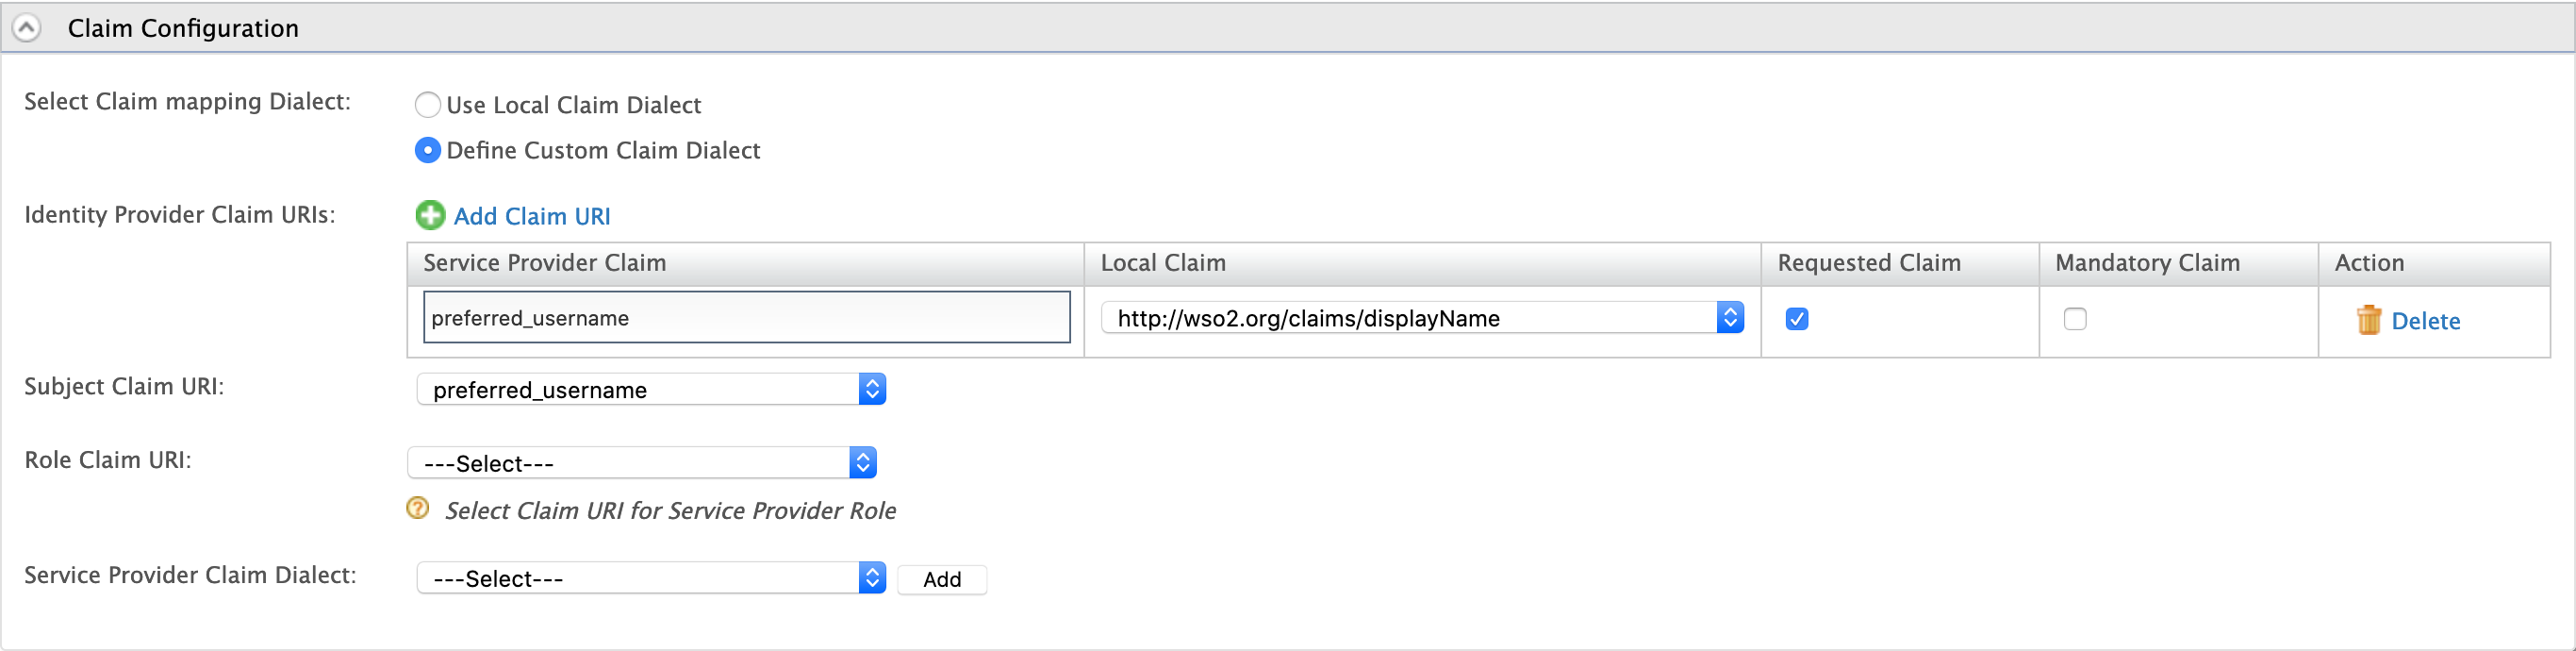 Claim Configuration
Select Claim mapping Dialect:
Use Local Claim Dialect
Define Custom Claim Dialect
Identity Provider Claim URIs:
Add Claim URI
Service Provider Claim Local Claim Requested Claim Mandatory Claim Action
preferred_username http://wso2.org/claims/displayName Delete
Subject Claim URI: preferred_username
Role Claim URI: ---Select---
Select Claim URI for Service Provider Role
Service Provider Claim Dialect: ---Select--- Add